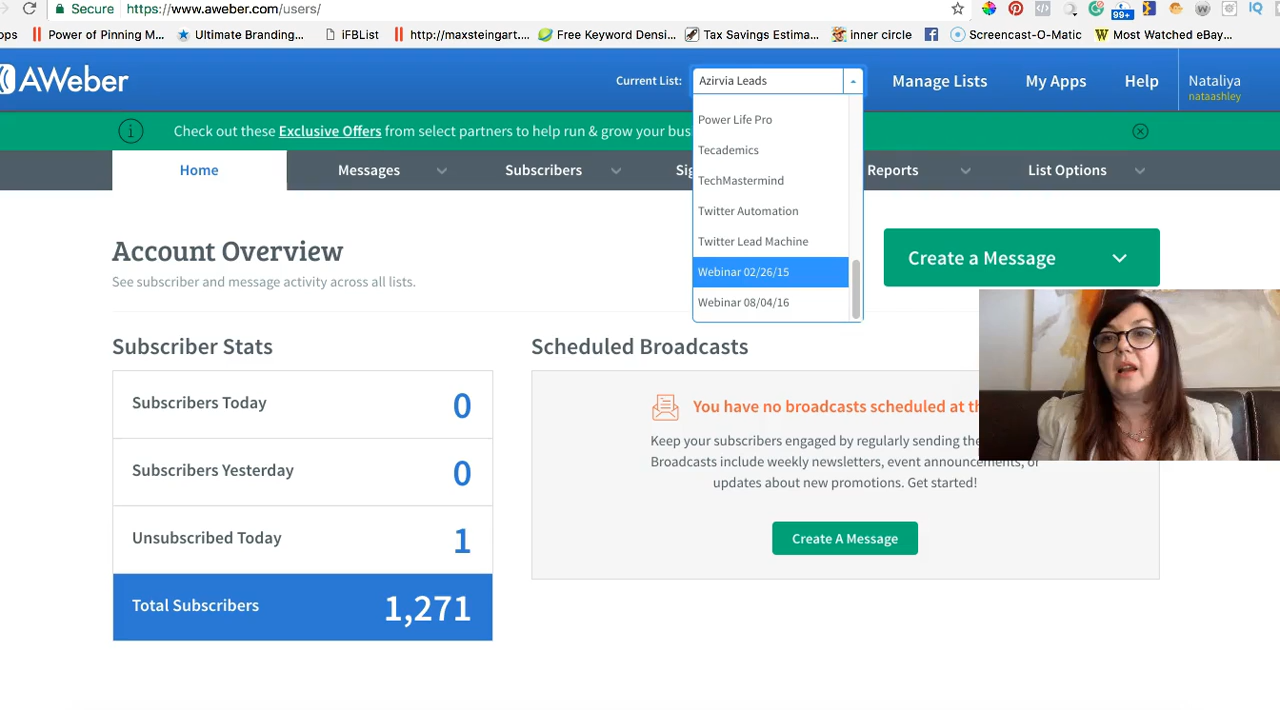 Secure
https://www.aweber.com/users/
99+
IQ
ops
Power of Pinning M...
Ultimate Branding...
iFBList
http://maxsteingart...
Free Keyword Densi...
Tax Savings Estima...
inner circle
Screencast-O-Matic
Most Watched eBay...
AWeber
Current List:
Azirvia Leads
Manage Lists
My Apps
Help
Nataliya
nataashley
Check out these Exclusive Offers from select partners to help run & grow your bus
Home
Messages
Subscribers
Si
Reports
List Options
Power Life Pro
Tecademics
TechMastermind
Twitter Automation
Twitter Lead Machine
Webinar 02/26/15
Webinar 08/04/16
Account Overview
See subscriber and message activity across all lists.
Create a Message
Subscriber Stats
Subscribers Today 0
Subscribers Yesterday 0
Unsubscribed Today 1
Total Subscribers 1,271
Scheduled Broadcasts
You have no broadcasts scheduled at th
Keep your subscribers engaged by regularly sending the
Broadcasts include weekly newsletters, event announcements, or
updates about new promotions. Get started!
Create A Message